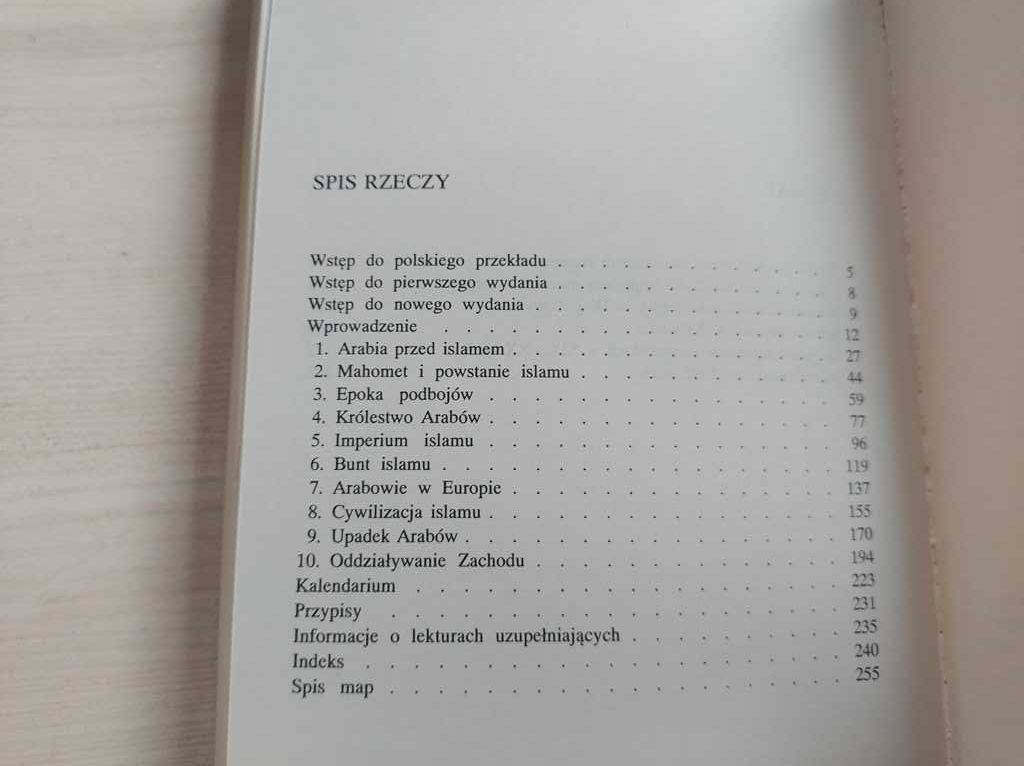 SPIS RZECZY
Wstęp do polskiego przekładu . . . . . . . . . . . . 5
Wstęp do pierwszego wydania . . . . . . . . . . . . 8
Wstęp do nowego wydania . . . . . . . . . . . . . 9
Wprowadzenie . . . . . . . . . . . . . . . . . 12
1. Arabia przed islamem . . . . . . . . . . . . . . 27
2. Mahomet i powstanie islamu . . . . . . . . . . . 44
3. Epoka podbojów . . . . . . . . . . . . . . . 59
4. Królestwo Arabów . . . . . . . . . . . . . . . 77
5. Imperium islamu . . . . . . . . . . . . . . . 96
6. Bunt islamu . . . . . . . . . . . . . . . . . 119
7. Arabowie w Europie . . . . . . . . . . . . . . 137
8. Cywilizacja islamu . . . . . . . . . . . . . . . 155
9. Upadek Arabów . . . . . . . . . . . . . . . . 170
10. Oddziaływanie Zachodu . . . . . . . . . . . . . 194
Kalendarium . . . . . . . . . . . . . . . . . . 223
Przypisy . . . . . . . . . . . . . . . . . . . 231
Informacje o lekturach uzupełniających . . . . . . . . . 235
Indeks . . . . . . . . . . . . . . . . . . . . 240
Spis map . . . . . . . . . . . . . . . . . . . 255